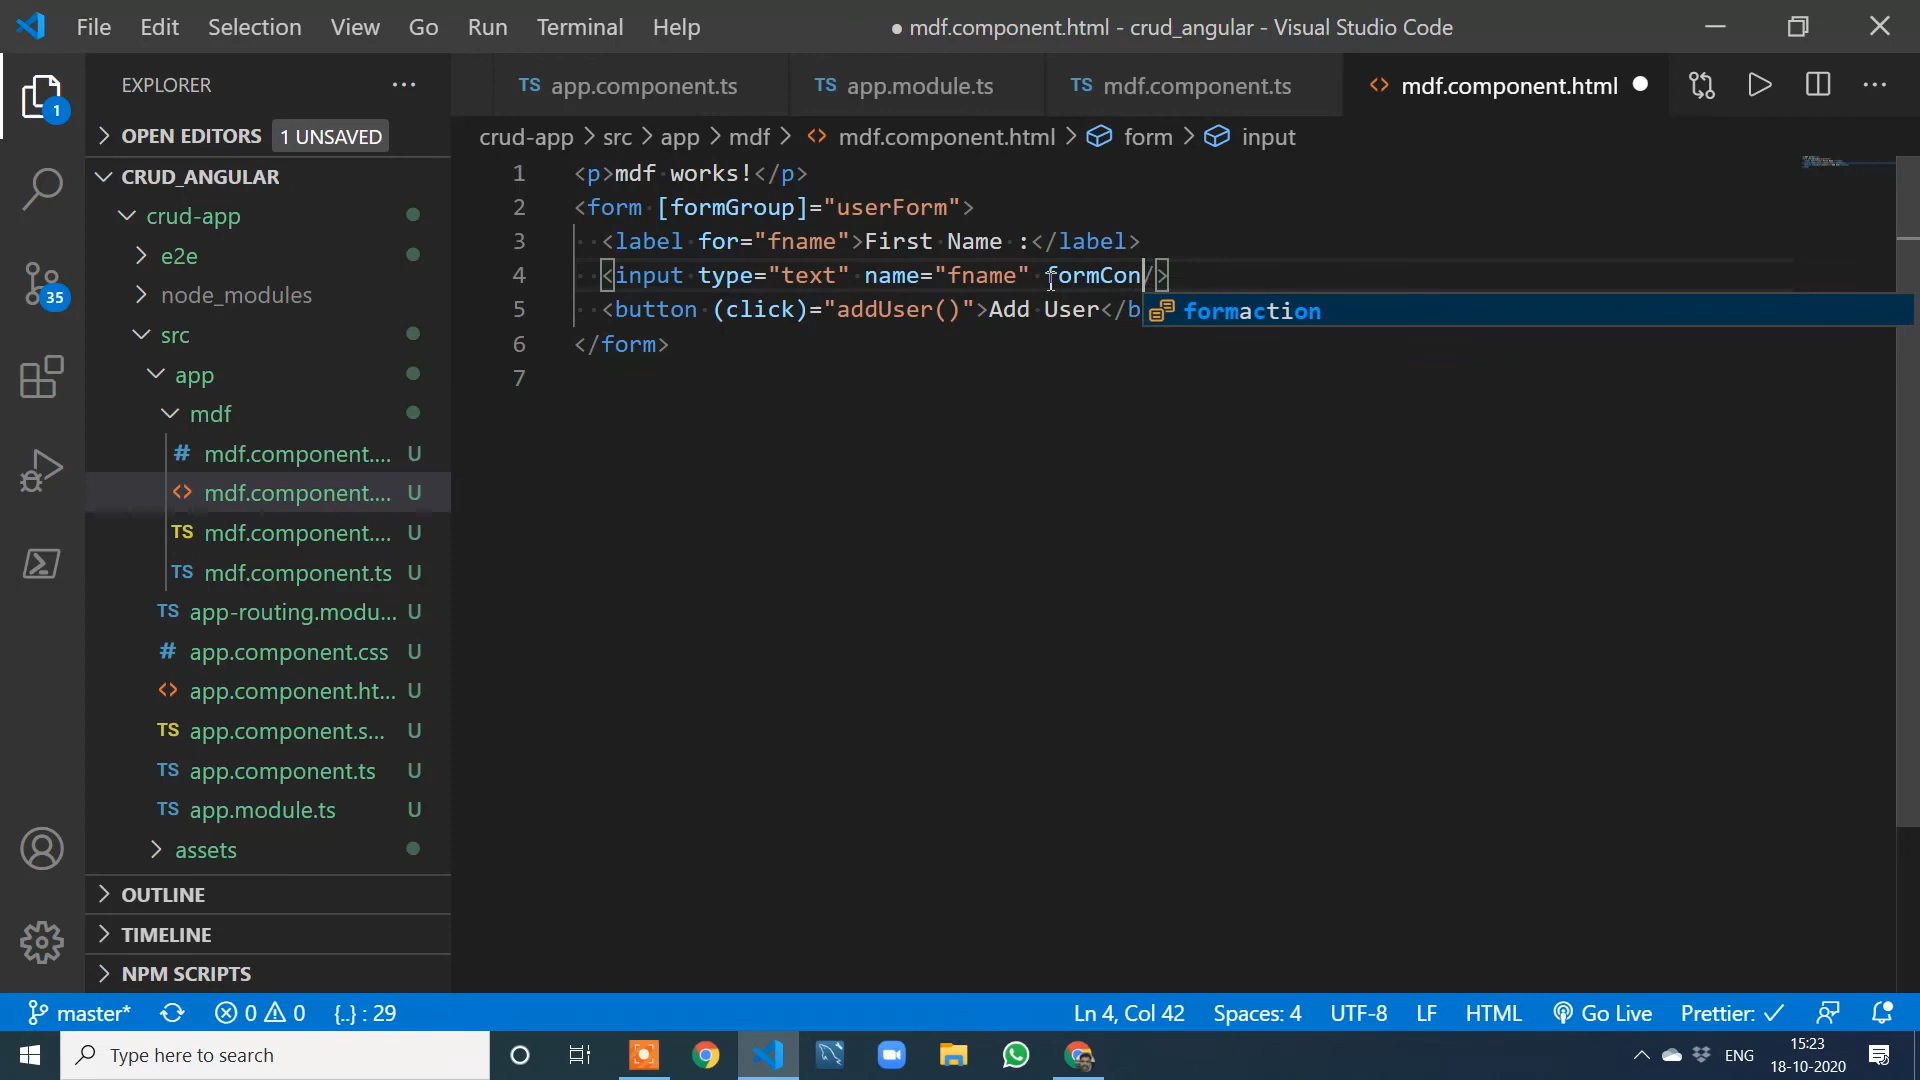 File Edit Selection View Go Run Terminal Help
● mdf.component.html - crud_angular - Visual Studio Code
EXPLORER
TS app.component.ts
TS app.module.ts
TS mdf.component.ts
<> mdf.component.html
1
OPEN EDITORS 1 UNSAVED
crud-app > src > app > mdf > <> mdf.component.html > form > input
CRUD_ANGULAR
crud-app
e2e
node_modules
35
src
app
mdf
# mdf.component.... U
<> mdf.component.... U
TS mdf.component.... U
TS mdf.component.ts U
TS app-routing.modu... U
# app.component.css U
<> app.component.ht... U
TS app.component.s... U
TS app.component.ts U
TS app.module.ts U
assets
OUTLINE
TIMELINE
NPM SCRIPTS
1 <p>mdf works!</p>
2 <form [formGroup]="userForm">
3 <label for="fname">First Name :</label>
4 <input type="text" name="fname" formCon/>
5 <button (click)="addUser()">Add User</b
formaction
6 </form>
7
master* 0 0 {..} : 29
Ln 4, Col 42 Spaces: 4 UTF-8 LF HTML Go Live Prettier: ✓
Type here to search
ENG
15:23
18-10-2020